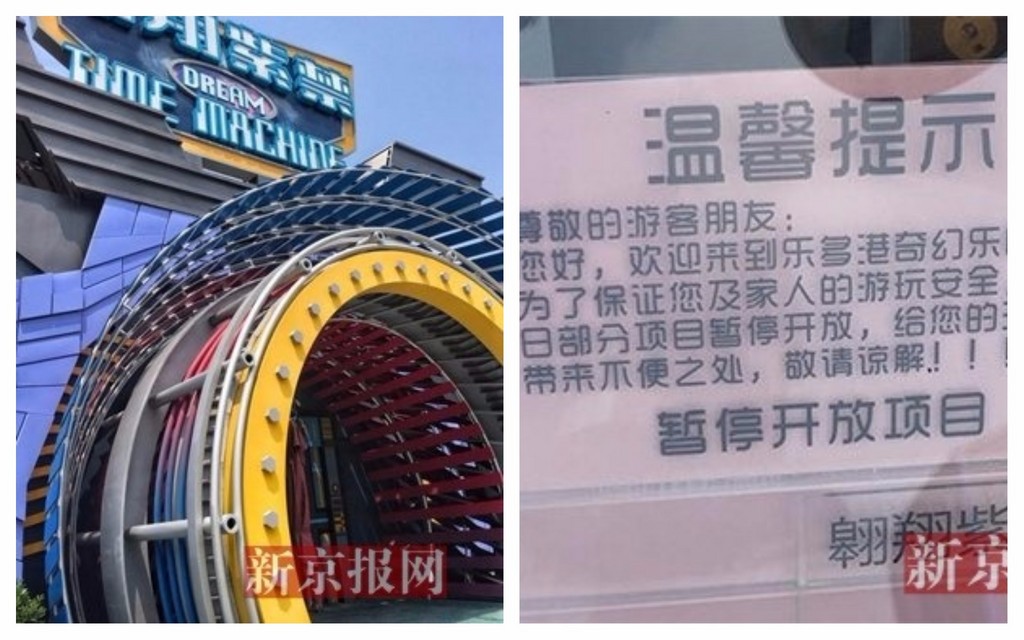 翱翔紫禁
DREAM
TIME MACHINE
新京报网
温馨提示
尊敬的游客朋友：
您好，欢迎来到乐多港奇幻乐
为了保证您及家人的游玩安全
日部分项目暂停开放，给您的
带来不便之处，敬请谅解！！！
暂停开放项目
翱翔紫
新京